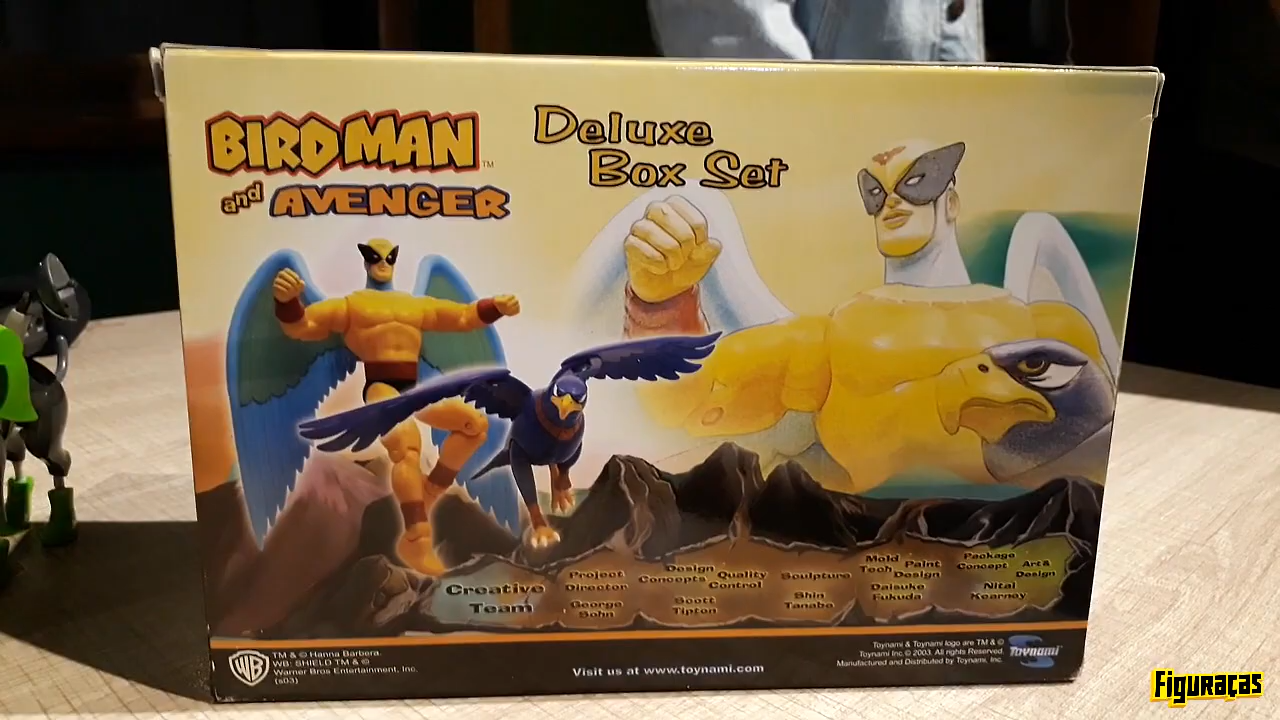 BIRDMAN™
and AVENGER
Deluxe
Box Set
Creative
Team
Project
Director
George
Sohn
Design
Concepts
Quality
Control
Scott
Tipton
Sculpture
Shin
Tanabe
Mold
Tech
Paint
Design
Daisuke
Fukuda
Package
Concept
Art &
Design
Nital
Kearney
WB
TM & © Hanna Barbera.
WB: SHIELD TM & ©
Warner Bros Entertainment, Inc.
(s03)
Visit us at www.toynami.com
Toynami & Toynami logo are TM & ©
Toynami Inc.© 2003. All rights Reserved.
Manufactured and Distributed by Toynami, Inc.
Toynami
Figuraças